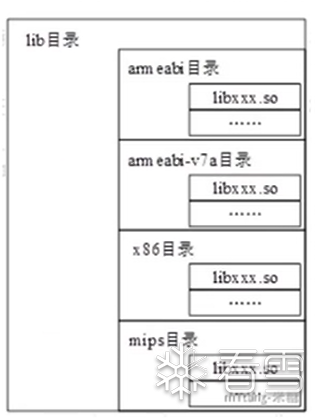 lib目录
armeabi目录
libxxx.so
……
armeabi-v7a目录
libxxx.so
……
x86目录
libxxx.so
……
mips目录
libxxx.so
看雪